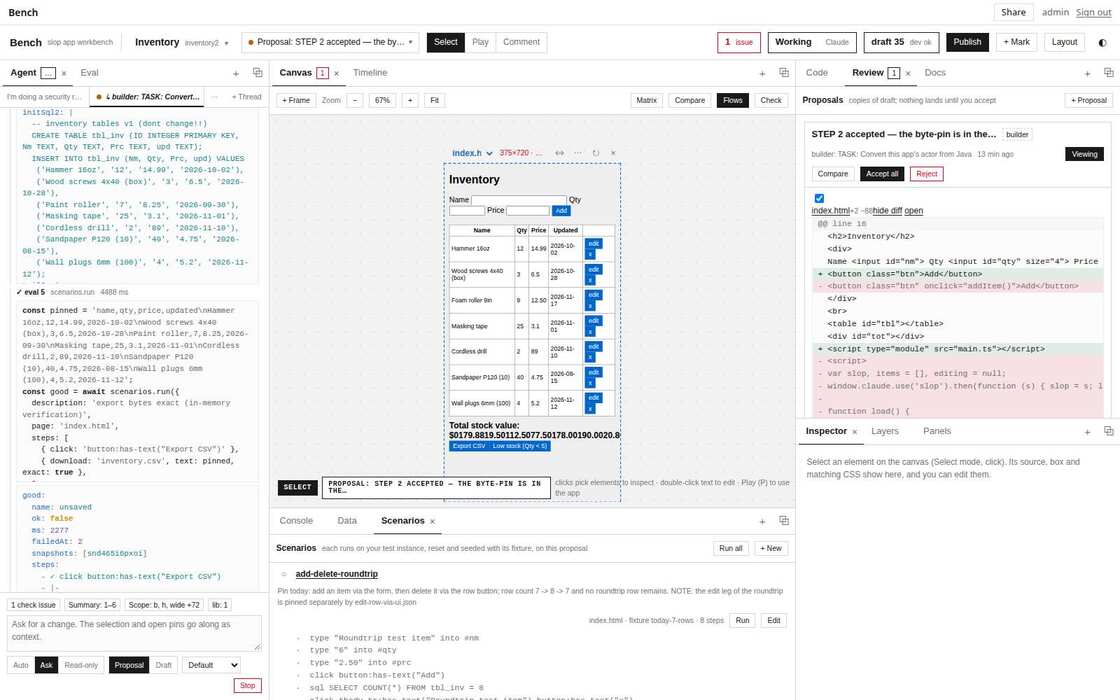 Bench
Share
admin
Sign out
Bench slop app workbench
Inventory inventory2
Proposal: STEP 2 accepted — the by…
Select
Play
Comment
1 issue
Working Claude
draft 35 dev ok
Publish
+ Mark
Layout
Agent …
×
Eval
+
I'm doing a security r…
↳ builder: TASK: Convert…
···
+ Thread
initSql2: |
-- inventory tables v1 (dont change!!)
CREATE TABLE tbl_inv (ID INTEGER PRIMARY KEY,
Nm TEXT, Qty TEXT, Prc TEXT, upd TEXT);
INSERT INTO tbl_inv (Nm, Qty, Prc, upd) VALUES
('Hammer 16oz', '12', '14.99', '2026-10-02'),
('Wood screws 4x40 (box)', '3', '6.5', '2026-
10-28'),
('Paint roller', '7', '8.25', '2026-09-30'),
('Masking tape', '25', '3.1', '2026-11-01'),
('Cordless drill', '2', '89', '2026-11-10'),
('Sandpaper P120 (10)', '40', '4.75', '2026-
08-15'),
('Wall plugs 6mm (100)', '4', '5.2', '2026-11-
12');
✓ eval 5 scenarios.run 4488 ms
const pinned = 'name,qty,price,updated\nHammer
16oz,12,14.99,2026-10-02\nWood screws 4x40
(box),3,6.5,2026-10-28\nPaint roller,7,8.25,2026-
09-30\nMasking tape,25,3.1,2026-11-01\nCordless
drill,2,89,2026-11-10\nSandpaper P120
(10),40,4.75,2026-08-15\nWall plugs 6mm
(100),4,5.2,2026-11-12';
const good = await scenarios.run({
description: 'export bytes exact (in-memory
verification)',
page: 'index.html',
steps: [
{ click: 'button:has-text("Export CSV")' },
{ download: 'inventory.csv', text: pinned,
exact: true },
good:
name: unsaved
ok: false
ms: 2277
failedAt: 2
snapshots: [snd465i6pxoi]
steps:
- ✓ click button:has-text("Export CSV")
- |-
1 check issue
Summary: 1–6
Scope: b, h, wide +72
lib: 1
Ask for a change. The selection and open pins go along as
context.
Auto
Ask
Read-only
Proposal
Draft
Default
Stop
Canvas 1
×
Timeline
+
+ Frame
Zoom
−
67%
+
Fit
Matrix
Compare
Flows
Check
index.h
375×720 · …
⇔
···
↻
×
Inventory
Name Qty
Price Add
Name Qty Price Updated
Hammer 16oz 12 14.99 2026-10-02 edit x
Wood screws 4x40 (box) 3 6.5 2026-10-28 edit x
Foam roller 9in 9 12.50 2026-11-17 edit x
Masking tape 25 3.1 2026-11-01 edit x
Cordless drill 2 89 2026-11-10 edit x
Sandpaper P120 (10) 40 4.75 2026-08-15 edit x
Wall plugs 6mm (100) 4 5.2 2026-11-12 edit x
Total stock value:
$0179.8819.50112.5077.50178.00190.0020.8
Export CSV
Low stock (Qty < 5)
SELECT
PROPOSAL: STEP 2 ACCEPTED — THE BYTE-PIN IS IN
THE…
clicks pick elements to inspect · double-click text to edit · Play (P) to use
the app
Console
Data
Scenarios ×
+
Scenarios each runs on your test instance, reset and seeded with its fixture, on this proposal
Run all
+ New
add-delete-roundtrip
Pin today: add an item via the form, then delete it via the row button; row count 7 -> 8 -> 7 and no roundtrip row remains. NOTE: the edit leg of the roundtrip
is pinned separately by edit-row-via-ui.json
index.html · fixture today-7-rows · 8 steps
Run
Edit
· type "Roundtrip test item" into #nm
· type "6" into #qty
· type "2.50" into #prc
· click button:has-text("Add")
· sql SELECT COUNT(*) FROM tbl_inv = 8
Code
Review 1
×
Docs
+
Proposals copies of draft; nothing lands until you accept
+ Proposal
STEP 2 accepted — the byte-pin is in the…
builder
builder: TASK: Convert this app's actor from Java · 13 min ago
Viewing
Compare
Accept all
Reject
index.html +2 −88 hide diff open
@@ line 16
<h2>Inventory</h2>
<div>
Name <input id="nm"> Qty <input id="qty" size="4"> Price
+ <button class="btn">Add</button>
- <button class="btn" onclick="addItem()">Add</button>
</div>
<br>
<table id="tbl"></table>
<div id="tot"></div>
+ <script type="module" src="main.ts"></script>
- <script>
- var slop, items = [], editing = null;
- window.claude.use('slop').then(function (s) { slop = s; l
-
- function load() {
Inspector ×
Layers
Panels
+
Select an element on the canvas (Select mode, click). Its source, box and
matching CSS show here, and you can edit them.